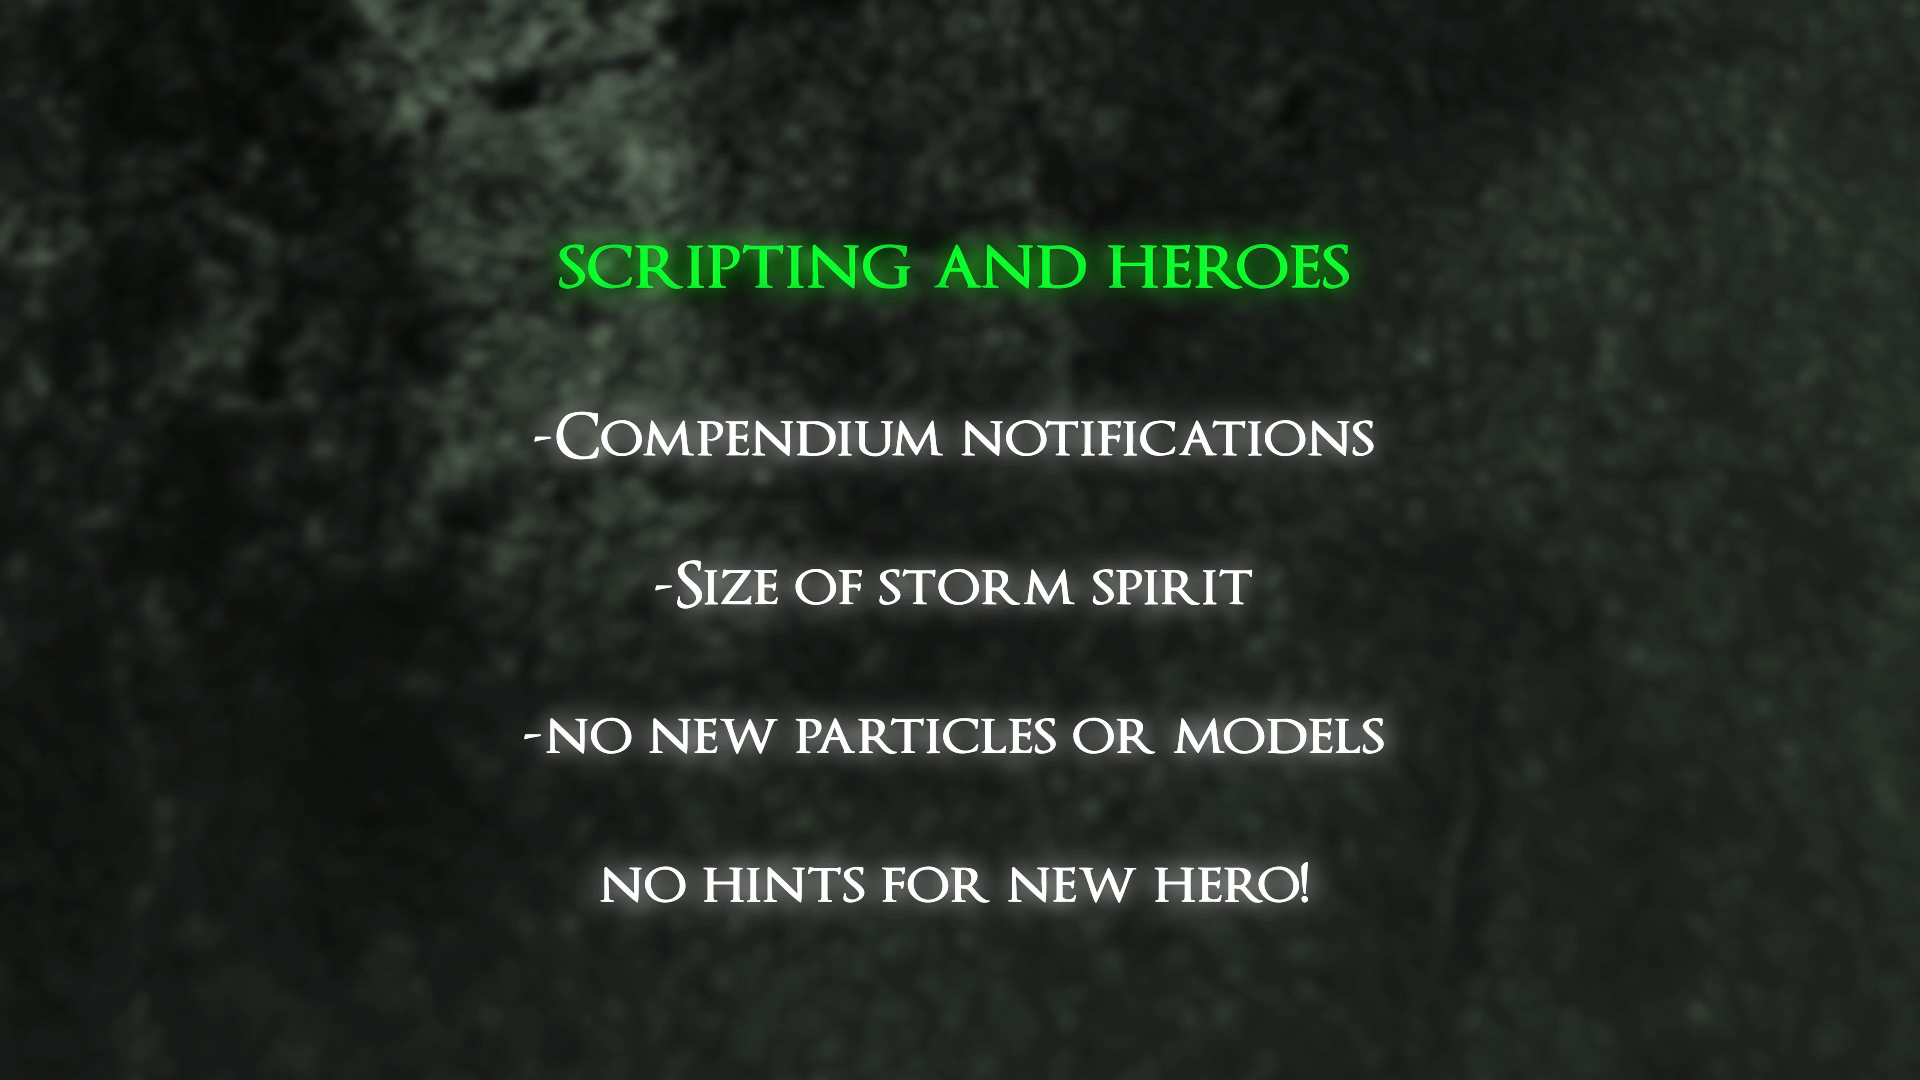 SCRIPTING AND HEROES
-COMPENDIUM NOTIFICATIONS
-SIZE OF STORM SPIRIT
-NO NEW PARTICLES OR MODELS
NO HINTS FOR NEW HERO!